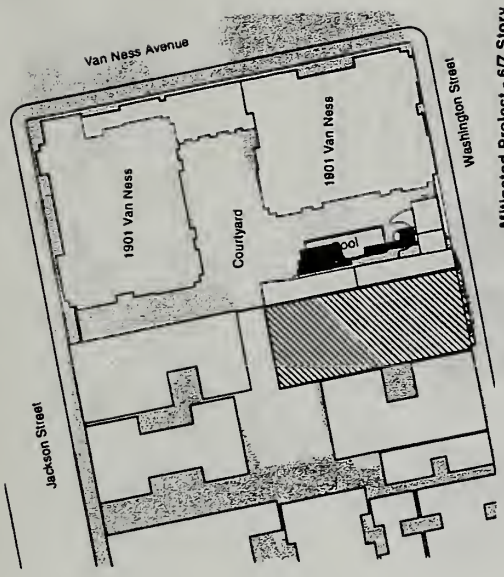 Van Ness Avenue
Jackson Street
1901 Van Ness
Courtyard
1901 Van Ness
ool
Washington Street
Mitigated Project - 6/7 Story